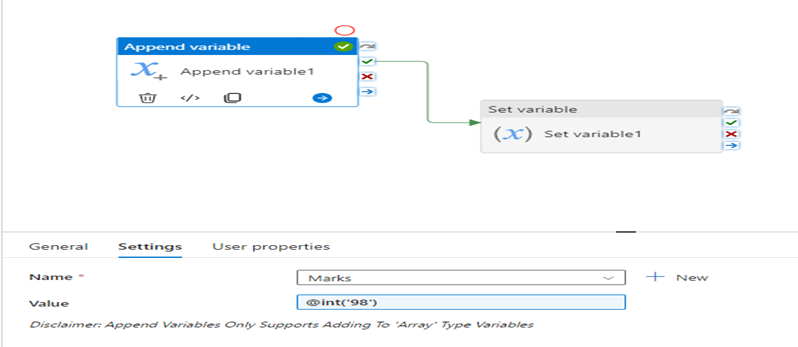 Append variable
Append variable1
Set variable
(x) Set variable1
General Settings User properties
Name * Marks + New
Value @int('98')
Disclaimer: Append Variables Only Supports Adding To 'Array' Type Variables